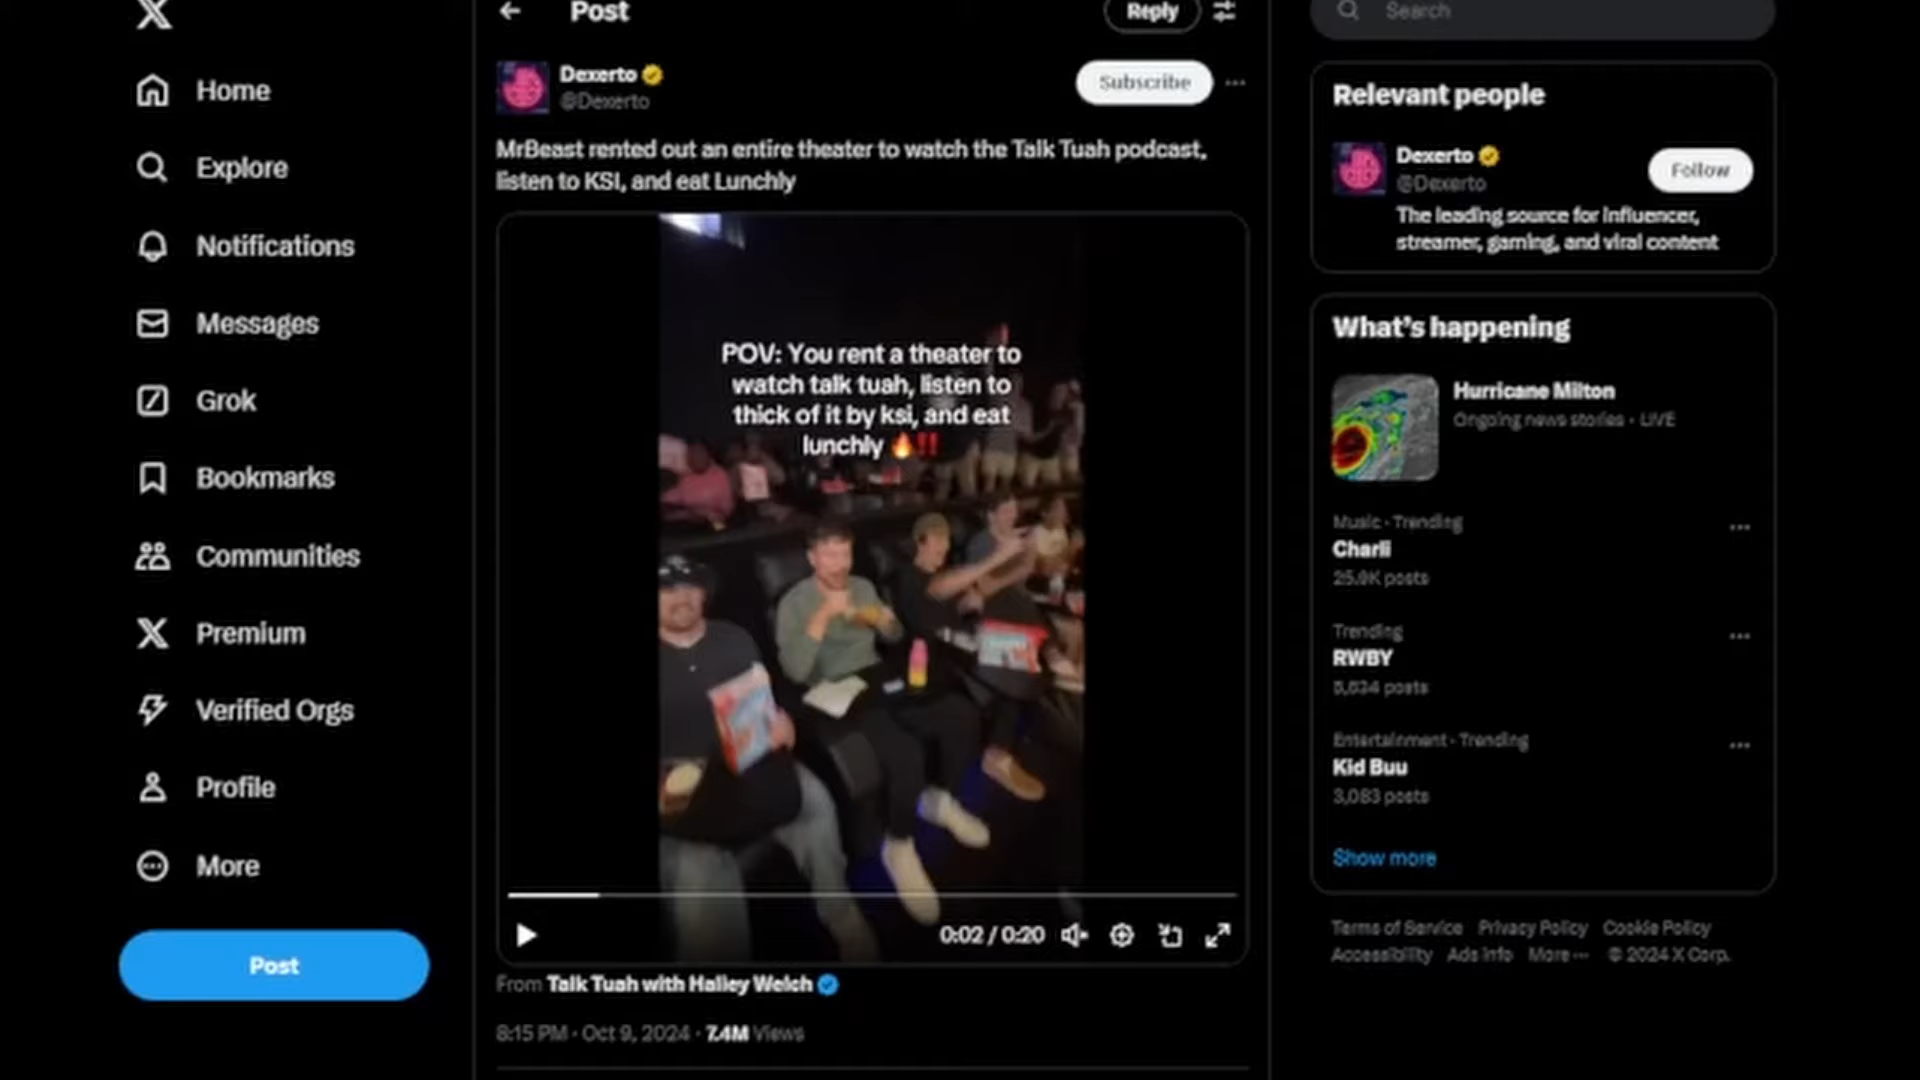 Home
Explore
Notifications
Messages
Grok
Bookmarks
Communities
Premium
Verified Orgs
Profile
More
Post
Post
Reply
Dexerto
@Dexerto
Subscribe
MrBeast rented out an entire theater to watch the Talk Tuah podcast,
listen to KSI, and eat Lunchly
POV: You rent a theater to
watch talk tuah, listen to
thick of it by ksi, and eat
lunchly 🔥‼️
0:02 / 0:20
From Talk Tuah with Hailey Welch
8:15 PM · Oct 9, 2024 · 7.4M Views
Search
Relevant people
Dexerto
@Dexerto
Follow
The leading source for influencer,
streamer, gaming, and viral content
What's happening
Hurricane Milton
Ongoing news stories · LIVE
Music · Trending
Charli
25.9K posts
Trending
RWBY
5,634 posts
Entertainment · Trending
Kid Buu
3,083 posts
Show more
Terms of Service Privacy Policy Cookie Policy
Accessibility Ads info More ··· © 2024 X Corp.